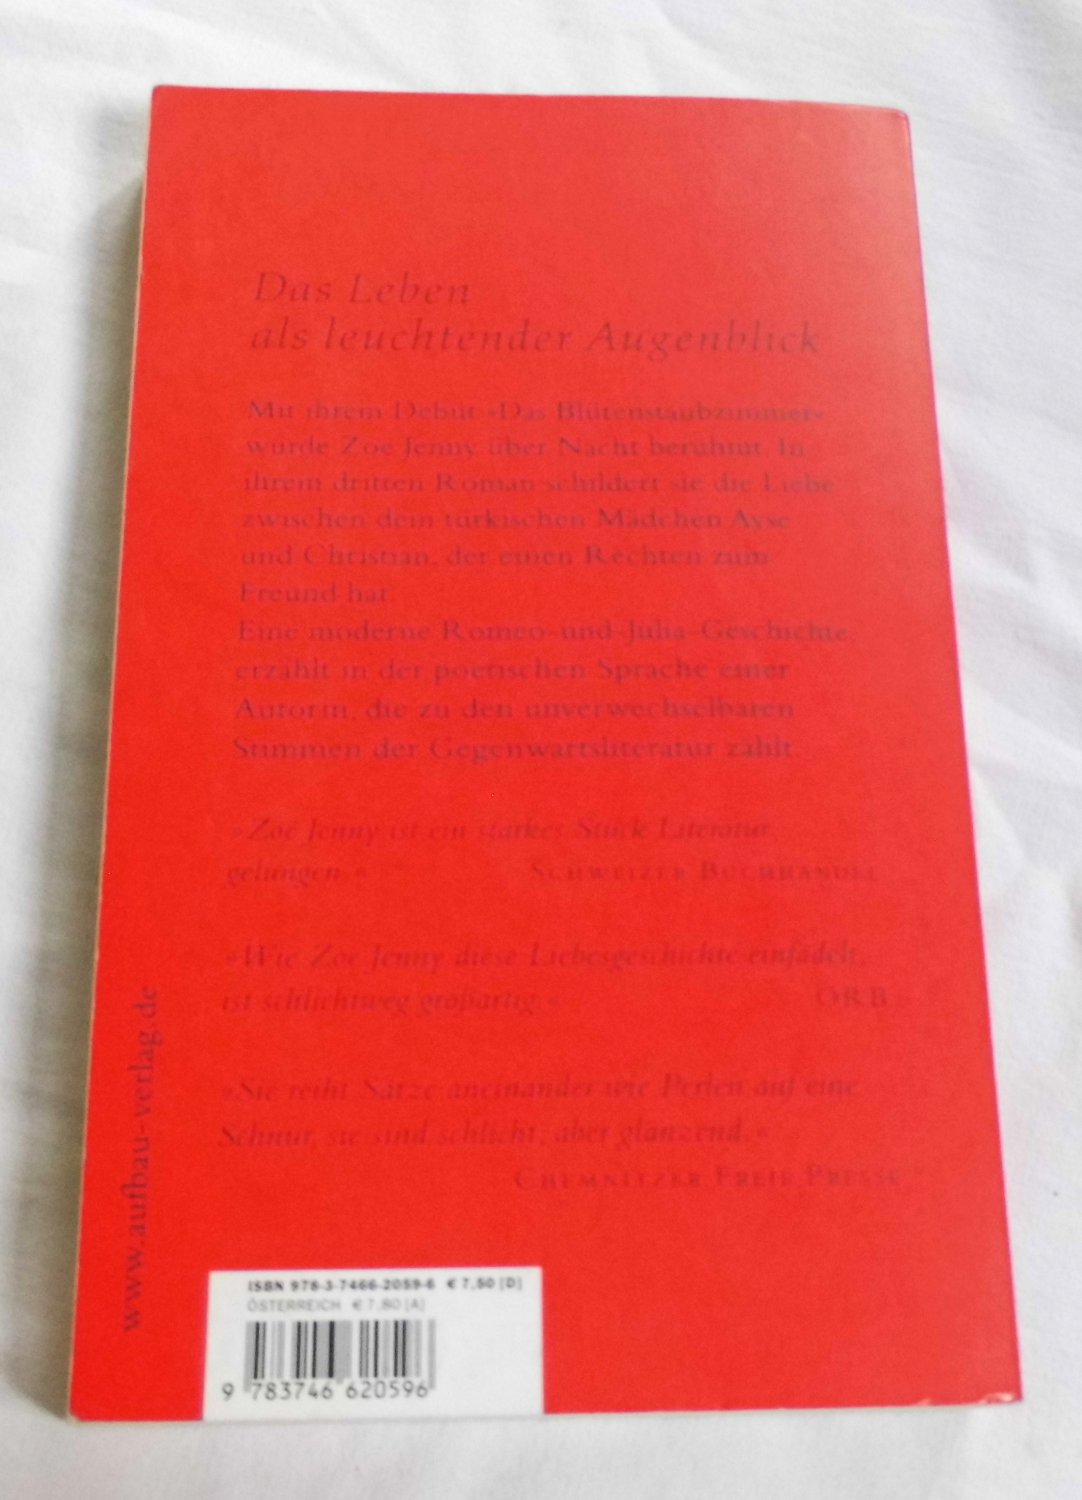 Das Leben
als leuchtender Augenblick
Mit ihrem Debüt »Das Blütenstaubzimmer«
wurde Zoë Jenny über Nacht berühmt. In
ihrem dritten Roman schildert sie die Liebe
zwischen dem türkischen Mädchen Ayse
und Christian, der einen Rechten zum
Freund hat.
Eine moderne Romeo-und-Julia-Geschichte,
erzählt in der poetischen Sprache einer
Autorin, die zu den unverwechselbaren
Stimmen der Gegenwartsliteratur zählt.
»Zoë Jenny ist ein starkes Stück Literatur
gelungen.« SCHWEIZER BUCHHANDEL
»Wie Zoë Jenny diese Liebesgeschichte einfädelt,
ist schlichtweg großartig.« ORB
»Sie reiht Sätze aneinander wie Perlen auf eine
Schnur, sie sind schlicht, aber glänzend.«
CHEMNITZER FREIE PRESSE
www.aufbau-verlag.de
ISBN 978-3-7466-2059-6 € 7,50 [D]
ÖSTERREICH € 7,80 [A]
9 783746 620596